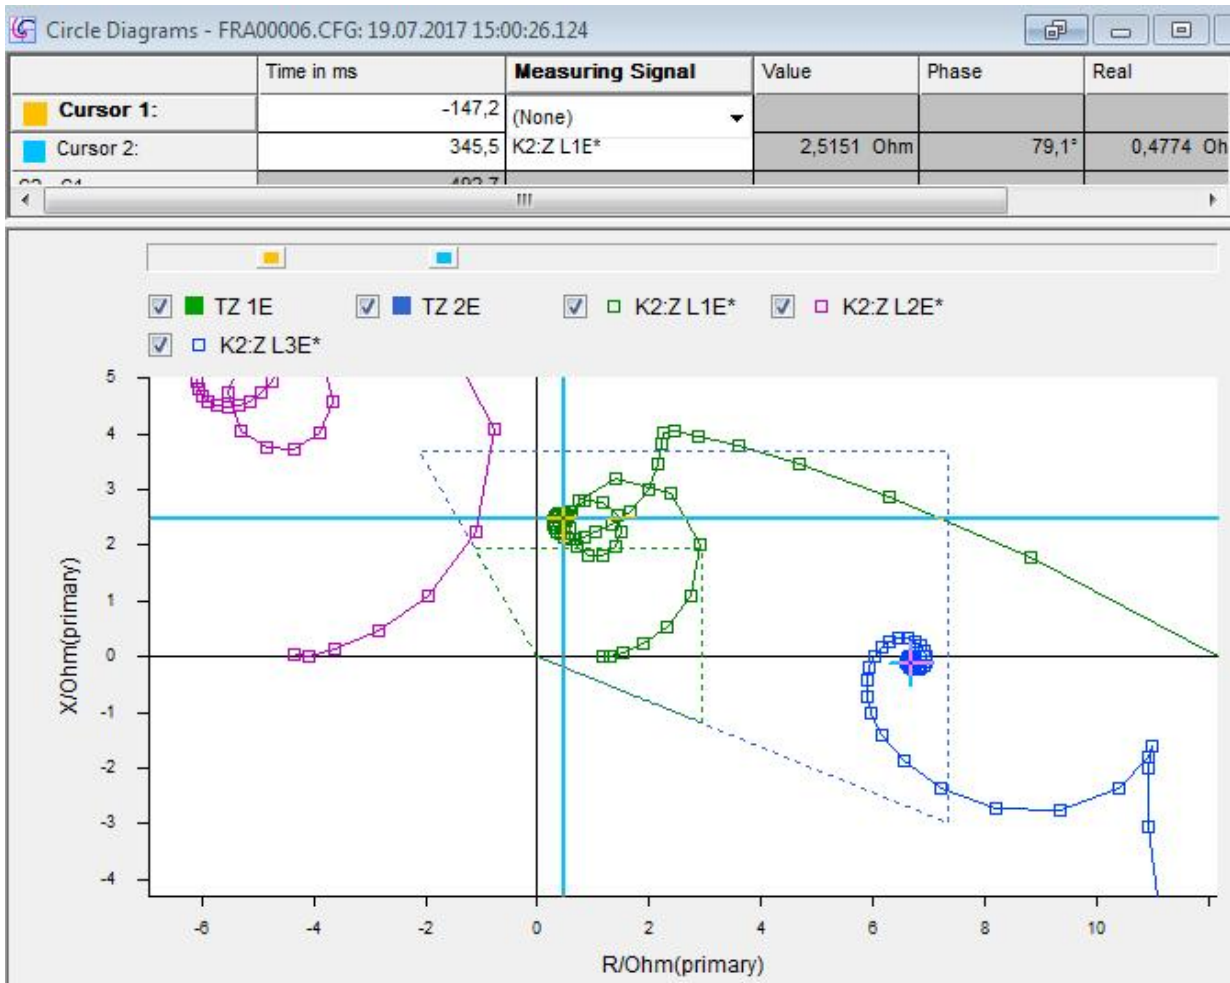 Circle Diagrams - FRA00006.CFG: 19.07.2017 15:00:26.124
Time in ms Measuring Signal Value Phase Real
Cursor 1: -147,2 (None)
Cursor 2: 345,5 K2:Z L1E* 2,5151 Ohm 79,1° 0,4774 Oh
TZ 1E TZ 2E K2:Z L1E* K2:Z L2E*
K2:Z L3E*
5
4
3
2
1
0
-1
-2
-3
-4
X/Ohm(primary)
-6 -4 -2 0 2 4 6 8 10
R/Ohm(primary)